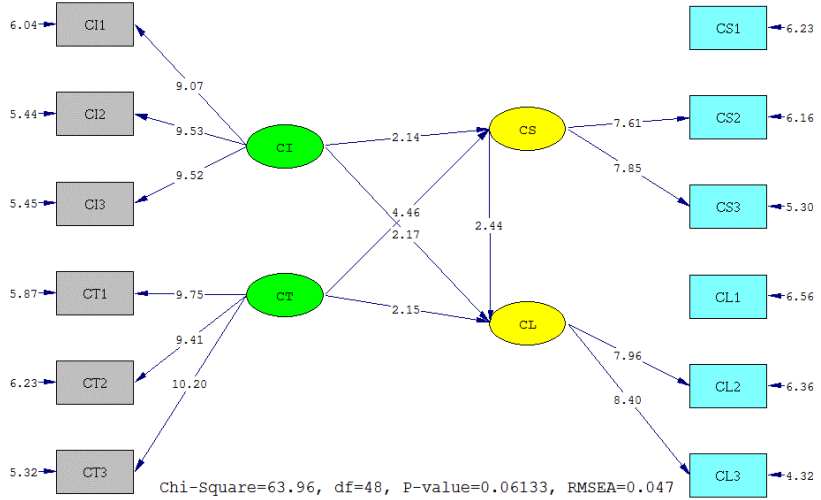 6.04 CI1 CS1 6.23
9.07
5.44 CI2 9.53 CS2 6.16
CI 2.14 CS 7.61
5.45 CI3 9.52 7.85 CS3 5.30
4.46
2.17 2.44
5.87 CT1 9.75 CT CL1 6.56
2.15 CL
9.41 7.96
6.23 CT2 10.20 8.40 CL2 6.36
5.32 CT3 CL3 4.32
Chi-Square=63.96, df=48, P-value=0.06133, RMSEA=0.047